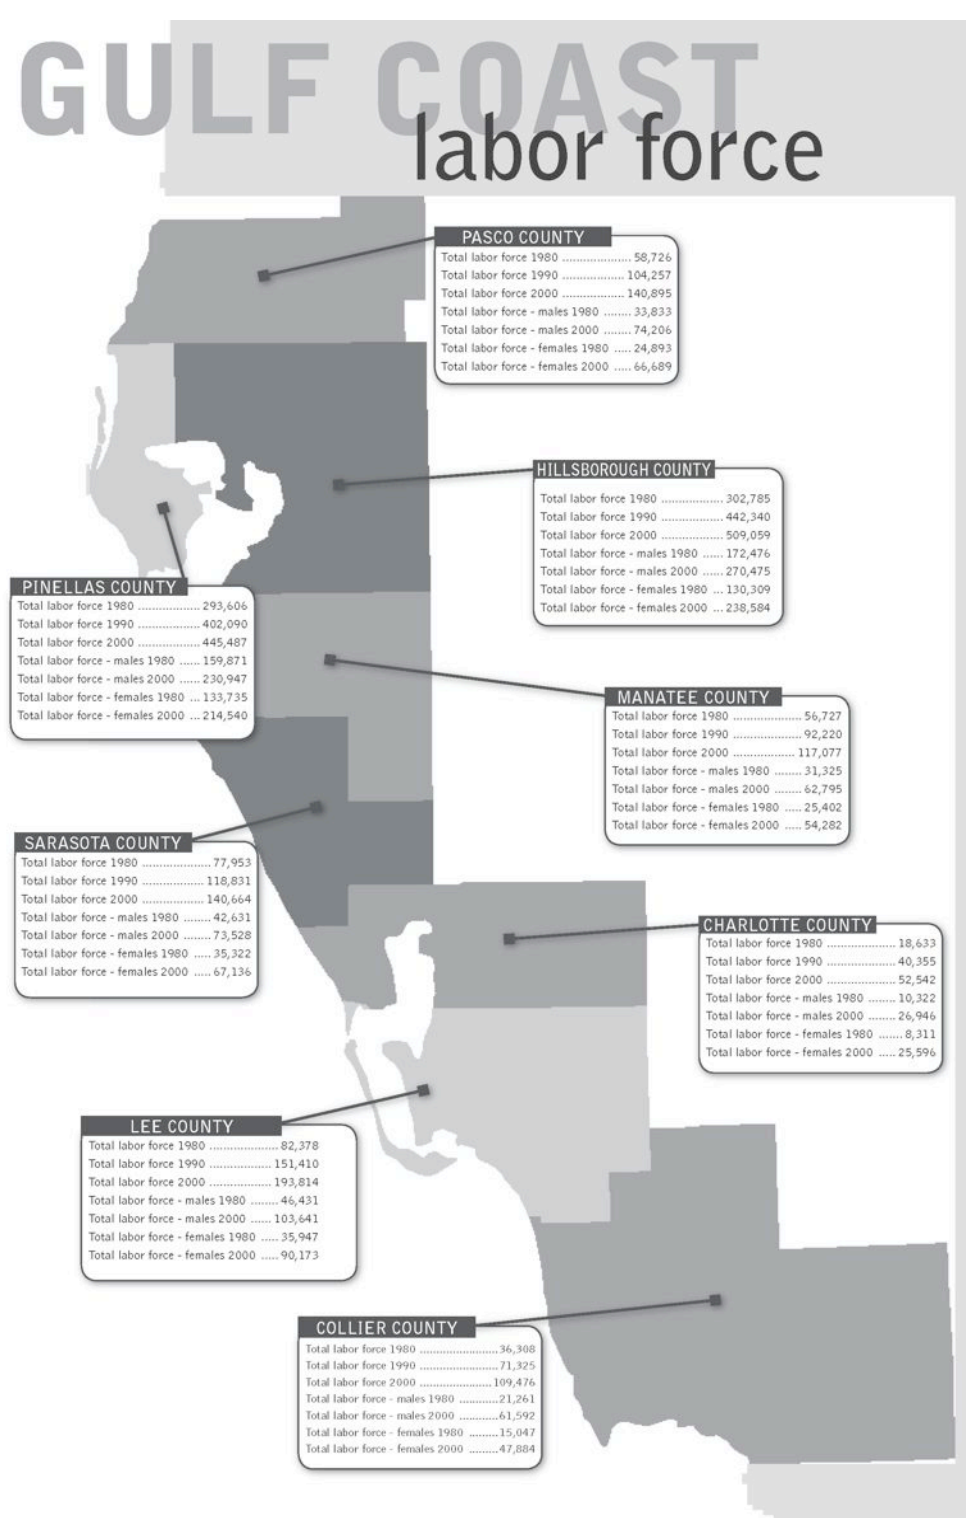 GULF COAST
labor force
PASCO COUNTY
Total labor force 1980 .................... 58,726
Total labor force 1990 .................. 104,257
Total labor force 2000 .................. 140,895
Total labor force - males 1980 ........ 33,833
Total labor force - males 2000 ........ 74,206
Total labor force - females 1980 ..... 24,893
Total labor force - females 2000 ..... 66,689
HILLSBOROUGH COUNTY
Total labor force 1980 .................. 302,785
Total labor force 1990 .................. 442,340
Total labor force 2000 .................. 509,059
Total labor force - males 1980 ...... 172,476
Total labor force - males 2000 ...... 270,475
Total labor force - females 1980 ... 130,309
Total labor force - females 2000 ... 238,584
PINELLAS COUNTY
Total labor force 1980 .................. 293,606
Total labor force 1990 .................. 402,090
Total labor force 2000 .................. 445,487
Total labor force - males 1980 ...... 159,871
Total labor force - males 2000 ...... 230,947
Total labor force - females 1980 ... 133,735
Total labor force - females 2000 ... 214,540
MANATEE COUNTY
Total labor force 1980 .................... 56,727
Total labor force 1990 .................... 92,220
Total labor force 2000 .................. 117,077
Total labor force - males 1980 ........ 31,325
Total labor force - males 2000 ........ 62,795
Total labor force - females 1980 ..... 25,402
Total labor force - females 2000 ..... 54,282
SARASOTA COUNTY
Total labor force 1980 .................... 77,953
Total labor force 1990 .................. 118,831
Total labor force 2000 .................. 140,664
Total labor force - males 1980 ........ 42,631
Total labor force - males 2000 ........ 73,528
Total labor force - females 1980 ..... 35,322
Total labor force - females 2000 ..... 67,136
CHARLOTTE COUNTY
Total labor force 1980 .................... 18,633
Total labor force 1990 .................... 40,355
Total labor force 2000 .................... 52,542
Total labor force - males 1980 ........ 10,322
Total labor force - males 2000 ........ 26,946
Total labor force - females 1980 ....... 8,311
Total labor force - females 2000 ..... 25,596
LEE COUNTY
Total labor force 1980 .................... 82,378
Total labor force 1990 .................. 151,410
Total labor force 2000 .................. 193,814
Total labor force - males 1980 ........ 46,431
Total labor force - males 2000 ...... 103,641
Total labor force - females 1980 ..... 35,947
Total labor force - females 2000 ..... 90,173
COLLIER COUNTY
Total labor force 1980 ........................ 36,308
Total labor force 1990 ........................ 71,325
Total labor force 2000 ...................... 109,476
Total labor force - males 1980 ............ 21,261
Total labor force - males 2000 ............ 61,592
Total labor force - females 1980 ......... 15,047
Total labor force - females 2000 ......... 47,884